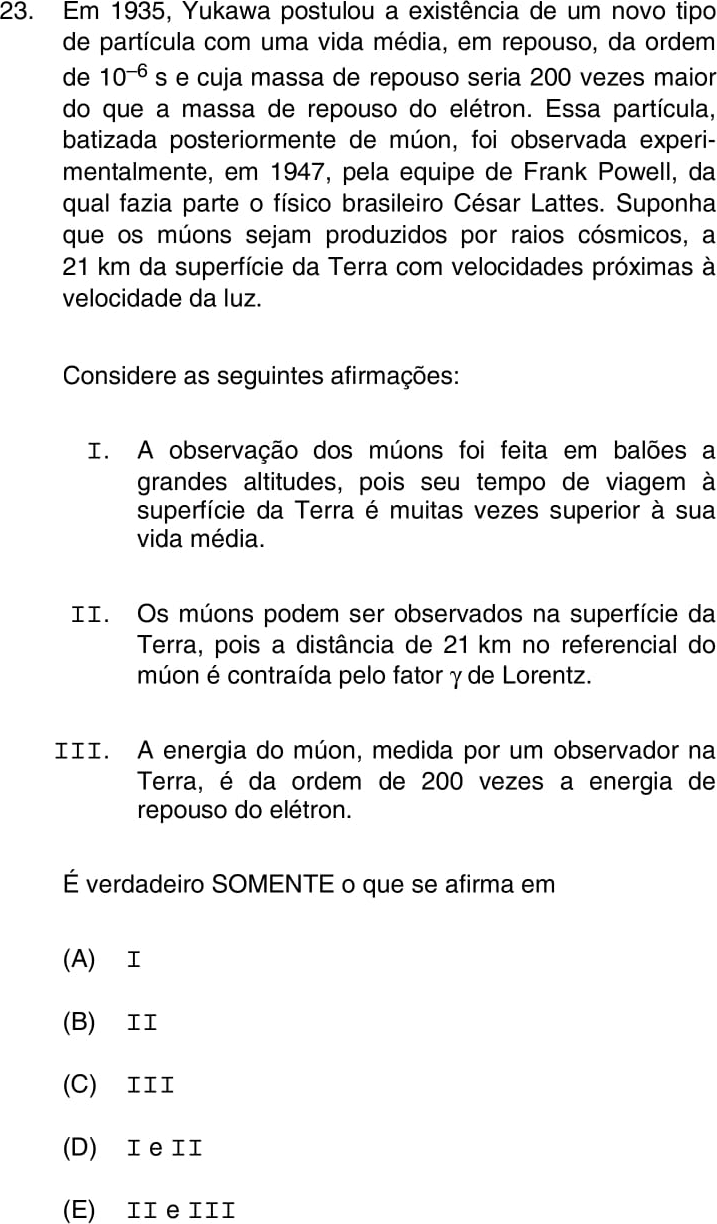 23. Em 1935, Yukawa postulou a existência de um novo tipo
de partícula com uma vida média, em repouso, da ordem
de 10⁻⁶ s e cuja massa de repouso seria 200 vezes maior
do que a massa de repouso do elétron. Essa partícula,
batizada posteriormente de múon, foi observada experi-
mentalmente, em 1947, pela equipe de Frank Powell, da
qual fazia parte o físico brasileiro César Lattes. Suponha
que os múons sejam produzidos por raios cósmicos, a
21 km da superfície da Terra com velocidades próximas à
velocidade da luz.
Considere as seguintes afirmações:
I. A observação dos múons foi feita em balões a
grandes altitudes, pois seu tempo de viagem à
superfície da Terra é muitas vezes superior à sua
vida média.
II. Os múons podem ser observados na superfície da
Terra, pois a distância de 21 km no referencial do
múon é contraída pelo fator γ de Lorentz.
III. A energia do múon, medida por um observador na
Terra, é da ordem de 200 vezes a energia de
repouso do elétron.
É verdadeiro SOMENTE o que se afirma em
(A) I
(B) II
(C) III
(D) I e II
(E) II e III